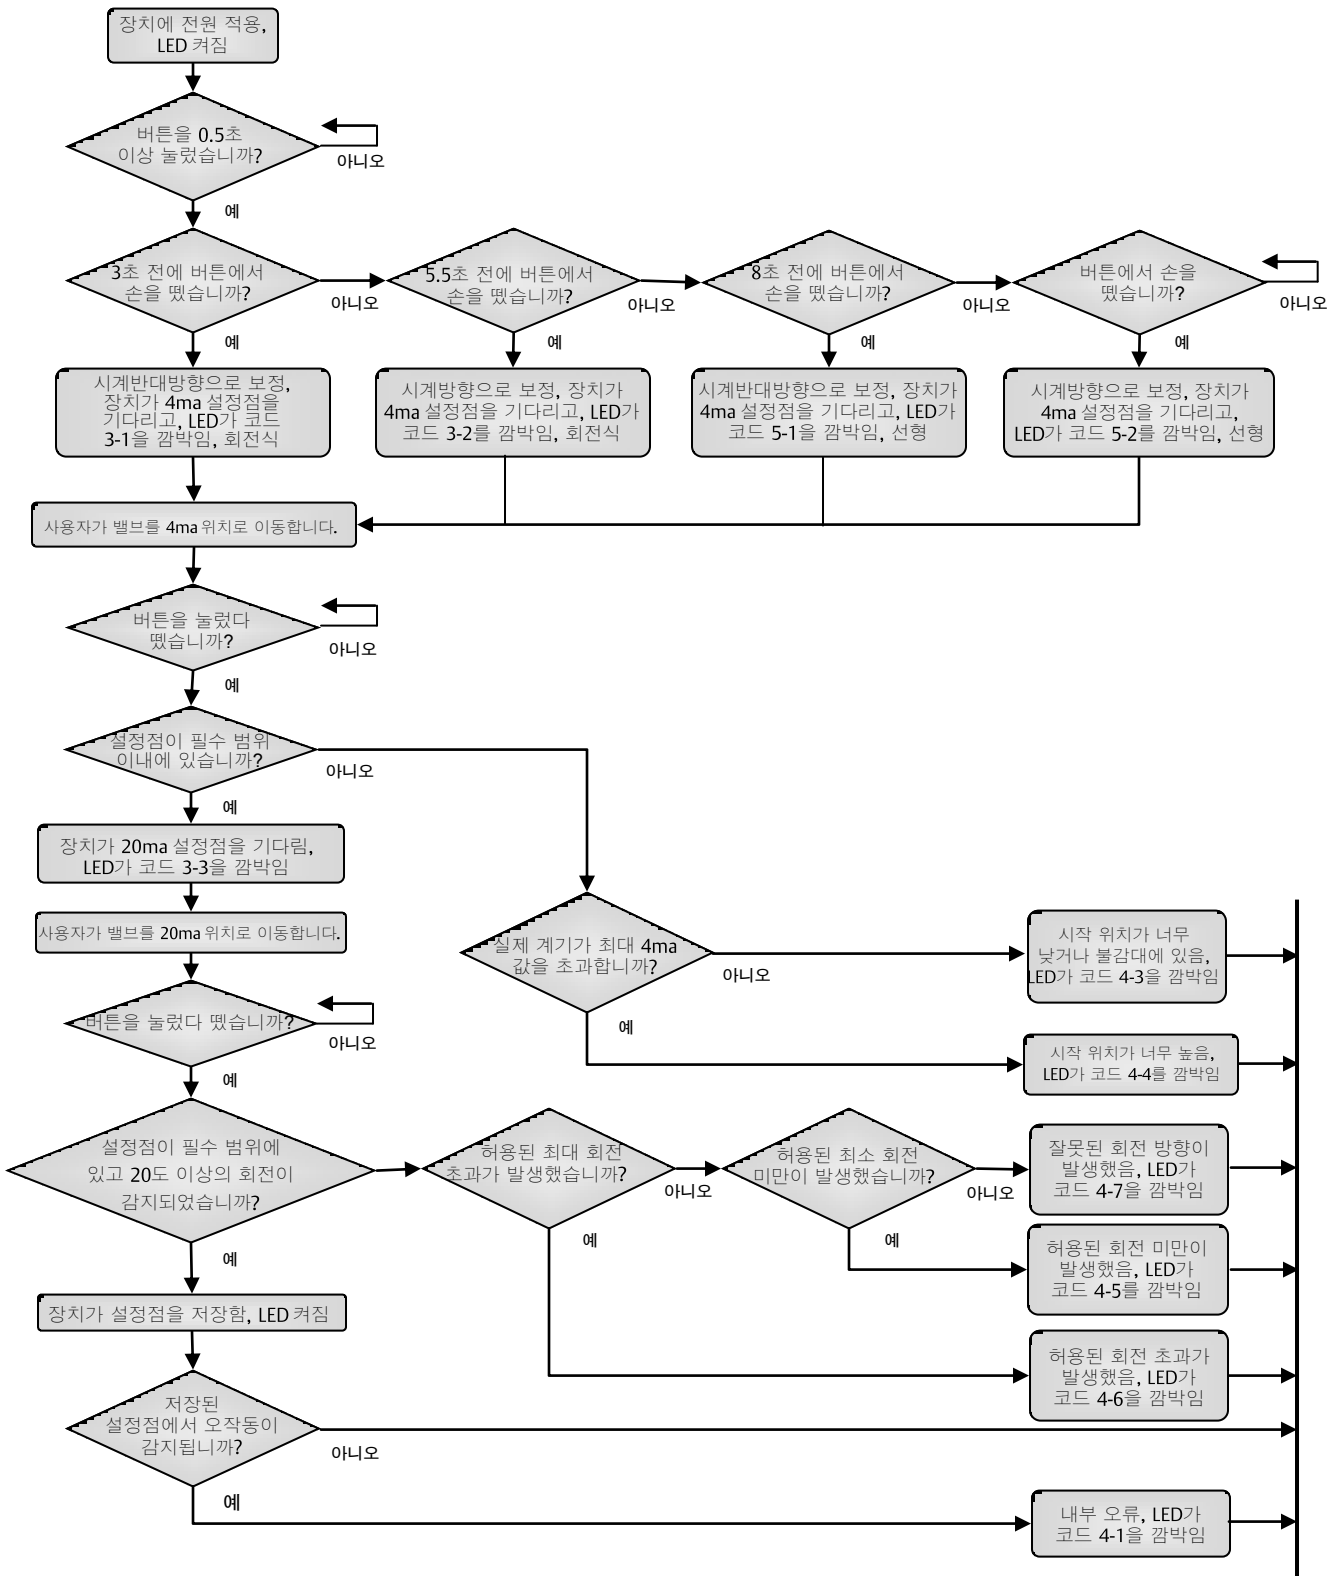 장치에 전원 적용,
LED 켜짐
버튼을 0.5초
이상 눌렀습니까?
아니오
예
3초 전에 버튼에서
손을 뗐습니까?
아니오
5.5초 전에 버튼에서
손을 뗐습니까?
아니오
8초 전에 버튼에서
손을 뗐습니까?
아니오
버튼에서 손을
뗐습니까?
아니오
예
예
예
예
시계반대방향으로 보정,
장치가 4ma 설정점을
기다리고, LED가 코드
3-1을 깜박임, 회전식
시계방향으로 보정, 장치가
4ma 설정점을 기다리고, LED가
코드 3-2를 깜박임, 회전식
시계반대방향으로 보정, 장치가
4ma 설정점을 기다리고, LED가
코드 5-1을 깜박임, 선형
시계방향으로 보정, 장치가
4ma 설정점을 기다리고,
LED가 코드 5-2를 깜박임, 선형
사용자가 밸브를 4ma 위치로 이동합니다.
버튼을 눌렀다
뗐습니까?
아니오
예
설정점이 필수 범위
이내에 있습니까?
아니오
예
장치가 20ma 설정점을 기다림,
LED가 코드 3-3을 깜박임
사용자가 밸브를 20ma 위치로 이동합니다.
실제 계기가 최대 4ma
값을 초과합니까?
아니오
예
시작 위치가 너무
낮거나 불감대에 있음,
LED가 코드 4-3을 깜박임
버튼을 눌렀다 뗐습니까?
아니오
예
시작 위치가 너무 높음,
LED가 코드 4-4를 깜박임
설정점이 필수 범위에
있고 20도 이상의 회전이
감지되었습니까?
예
허용된 최대 회전
초과가 발생했습니까?
아니오
예
허용된 최소 회전
미만이 발생했습니까?
아니오
예
잘못된 회전 방향이
발생했음, LED가
코드 4-7을 깜박임
허용된 회전 미만이
발생했음, LED가
코드 4-5를 깜박임
장치가 설정점을 저장함, LED 켜짐
허용된 회전 초과가
발생했음, LED가
코드 4-6을 깜박임
저장된
설정점에서 오작동이
감지됩니까?
아니오
예
내부 오류, LED가
코드 4-1을 깜박임